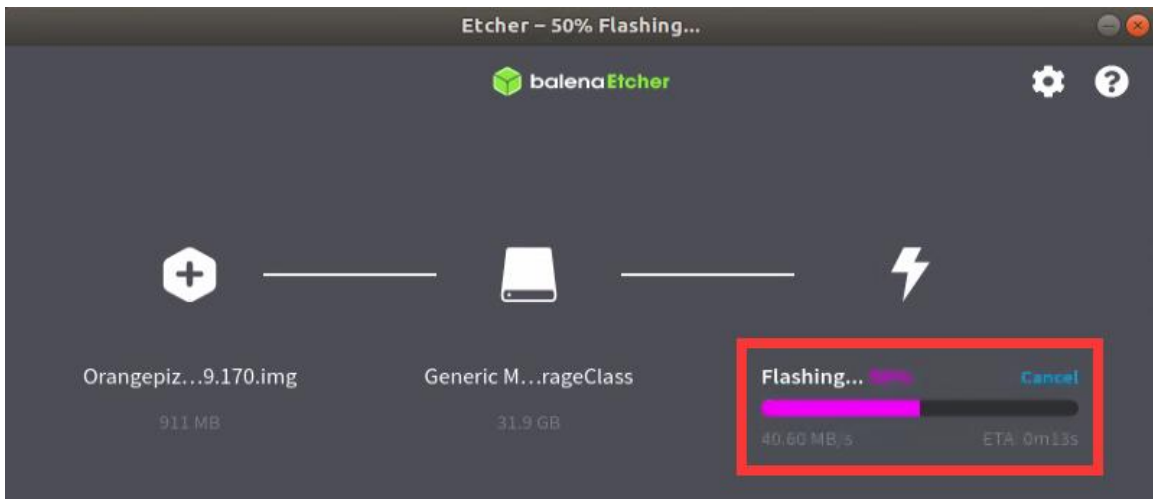 Etcher – 50% Flashing...
balenaEtcher
Orangepiz...9.170.img
911 MB
Generic M...rageClass
31.9 GB
Flashing... 50% Cancel
40.60 MB/s ETA: 0m13s